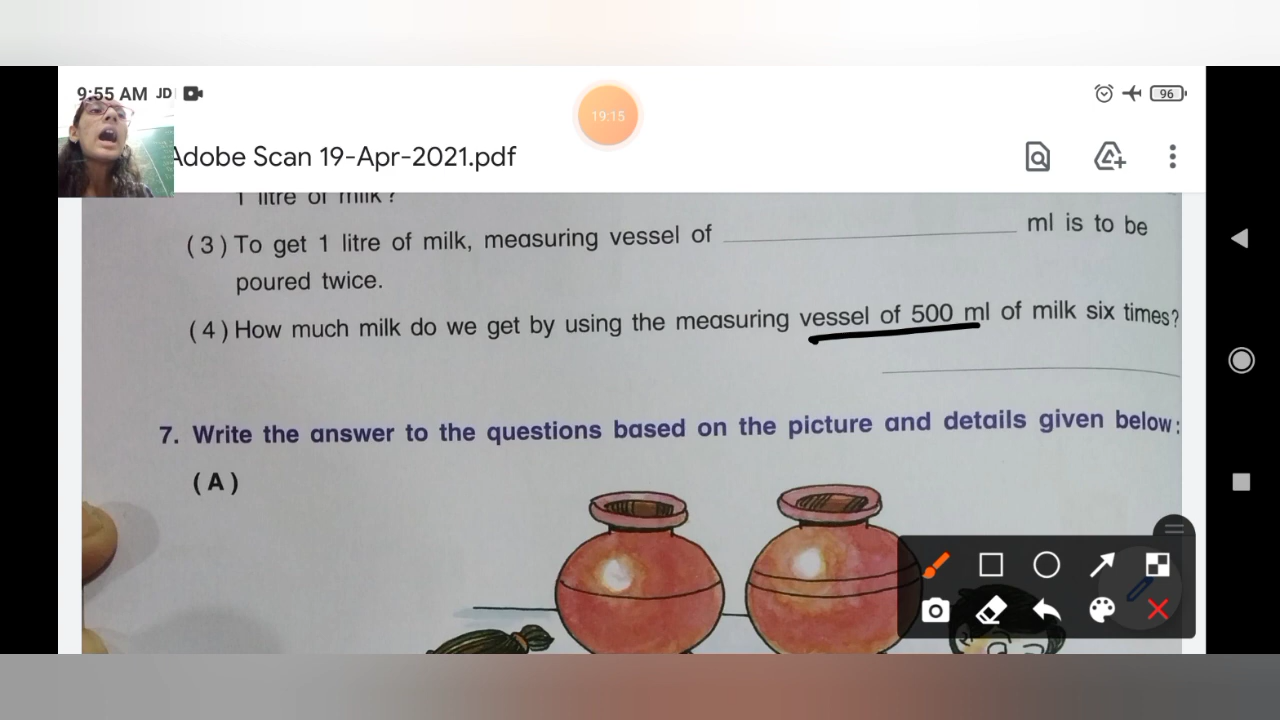 9:55 AM JD
19:15
96
Adobe Scan 19-Apr-2021.pdf
1 litre of milk?
(3) To get 1 litre of milk, measuring vessel of ____________ ml is to be
poured twice.
(4) How much milk do we get by using the measuring vessel of 500 ml of milk six times?
7. Write the answer to the questions based on the picture and details given below:
(A)